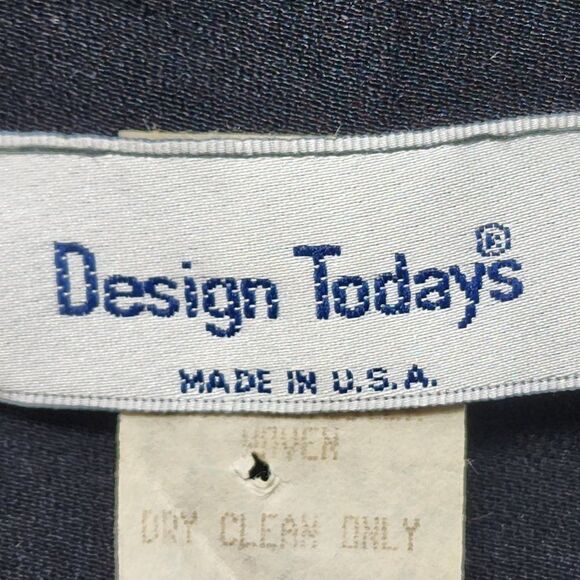 Design Todays®
MADE IN U.S.A.
WOVEN
DRY CLEAN ONLY